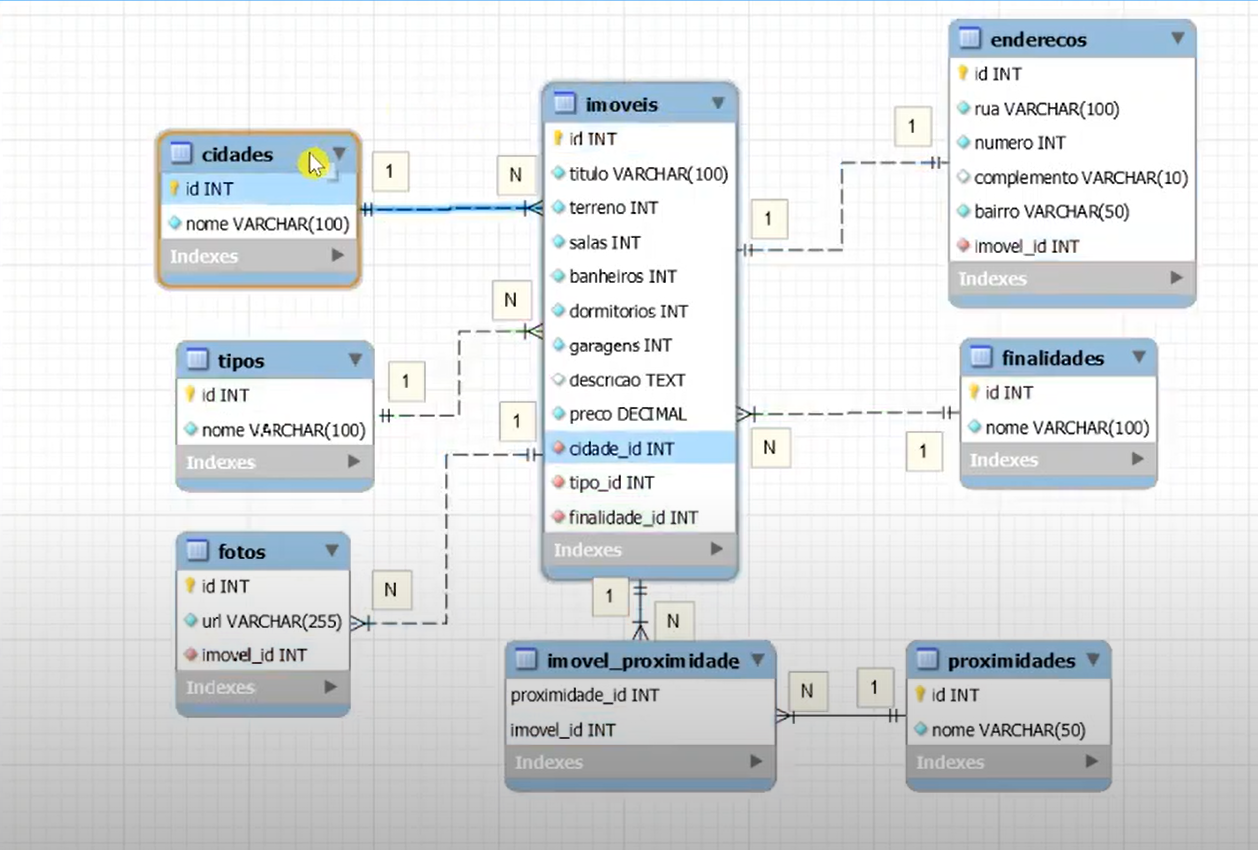 cidades
id INT
nome VARCHAR(100)
Indexes
1
N
tipos
id INT
nome VARCHAR(100)
Indexes
1
N
fotos
id INT
url VARCHAR(255)
imovel_id INT
Indexes
N
1
imoveis
id INT
titulo VARCHAR(100)
terreno INT
salas INT
banheiros INT
dormitorios INT
garagens INT
descricao TEXT
preco DECIMAL
cidade_id INT
tipo_id INT
finalidade_id INT
Indexes
1
1
enderecos
id INT
rua VARCHAR(100)
numero INT
complemento VARCHAR(10)
bairro VARCHAR(50)
imovel_id INT
Indexes
N
1
finalidades
id INT
nome VARCHAR(100)
Indexes
1
N
imovel_proximidade
proximidade_id INT
imovel_id INT
Indexes
N
1
proximidades
id INT
nome VARCHAR(50)
Indexes